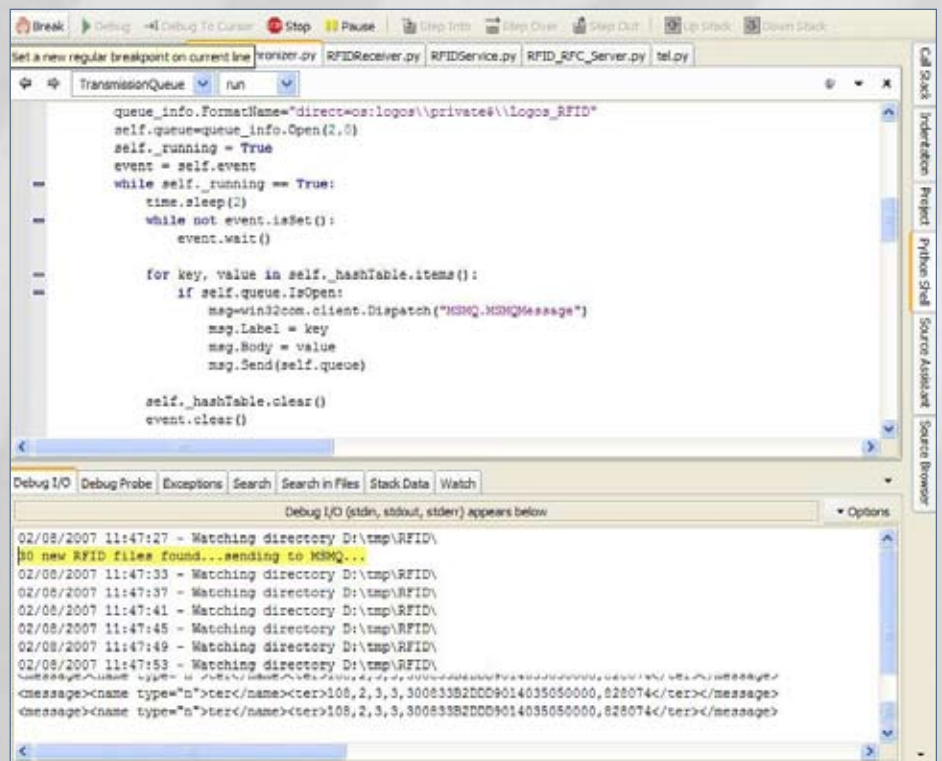 Break Debug Debug To Cursor Stop Pause Step Into Step Over Step Out Up Stack Down Stack
Set a new regular breakpoint on current line hronizer.py RFIDReceiver.py RFIDService.py RFID_RFC_Server.py tel.py
TransmissionQueue run
queue_info.FormatName="direct=os:logos\\private$\\Logos_RFID"
self.queue=queue_info.Open(2,0)
self._running = True
event = self.event
while self._running == True:
time.sleep(2)
while not event.isSet():
event.wait()
for key, value in self._hashTable.items():
if self.queue.IsOpen:
msg=win32com.client.Dispatch("MSMQ.MSMQMessage")
msg.Label = key
msg.Body = value
msg.Send(self.queue)
self._hashTable.clear()
event.clear()
Call Stack
Indentation
Project
Python Shell
Source Assistant
Source Browser
Debug I/O Debug Probe Exceptions Search Search in Files Stack Data Watch
Debug I/O (stdin, stdout, stderr) appears below Options
02/08/2007 11:47:27 - Watching directory D:\tmp\RFID\
30 new RFID files found...sending to MSMQ...
02/08/2007 11:47:33 - Watching directory D:\tmp\RFID\
02/08/2007 11:47:37 - Watching directory D:\tmp\RFID\
02/08/2007 11:47:41 - Watching directory D:\tmp\RFID\
02/08/2007 11:47:45 - Watching directory D:\tmp\RFID\
02/08/2007 11:47:49 - Watching directory D:\tmp\RFID\
02/08/2007 11:47:53 - Watching directory D:\tmp\RFID\
<message><name type="n">ter</name><ter>108,2,3,3,300833B2DDD9014035050000,828074</ter></message>
<message><name type="n">ter</name><ter>108,2,3,3,300833B2DDD9014035050000,828074</ter></message>